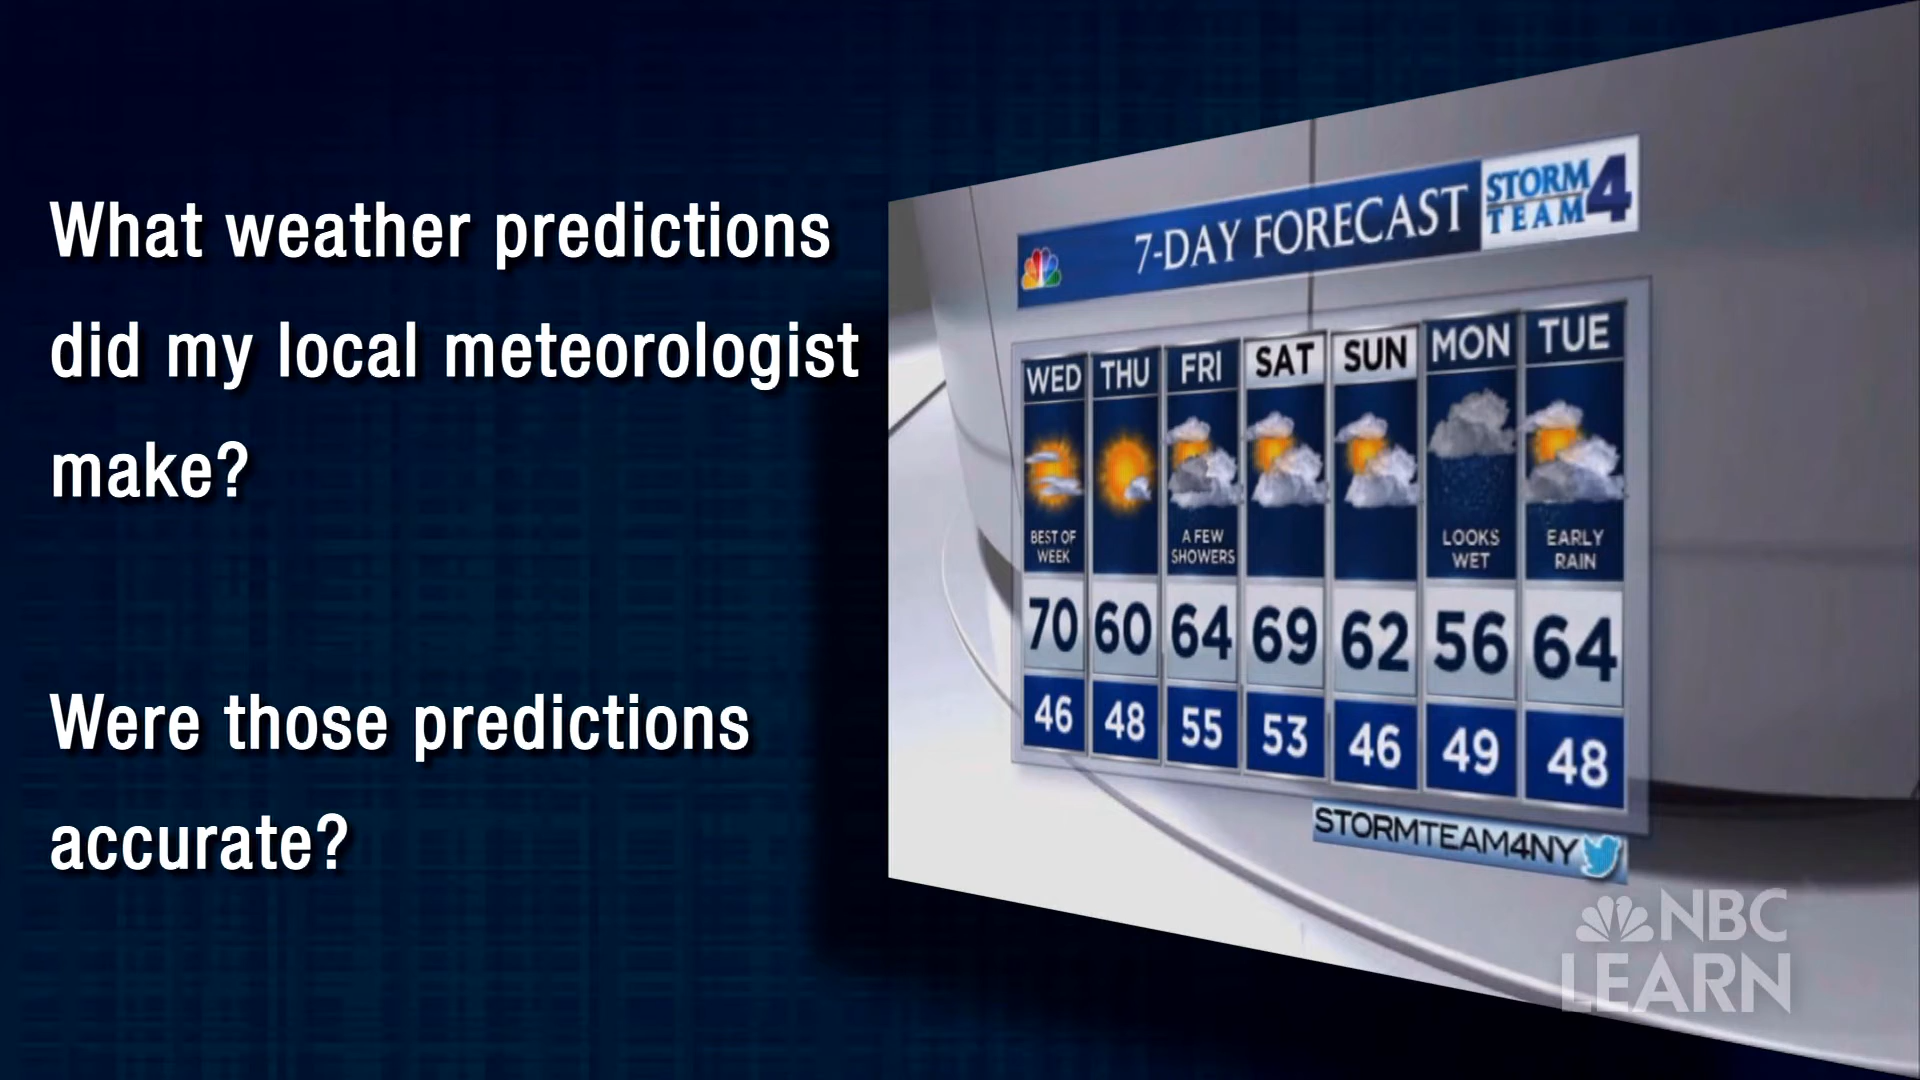 What weather predictions
did my local meteorologist
make?
Were those predictions
accurate?
7-DAY FORECAST
STORM
TEAM 4
WED THU FRI SAT SUN MON TUE
BEST OF
WEEK
A FEW
SHOWERS
LOOKS
WET
EARLY
RAIN
70 60 64 69 62 56 64
46 48 55 53 46 49 48
STORMTEAM4NY
NBC
LEARN